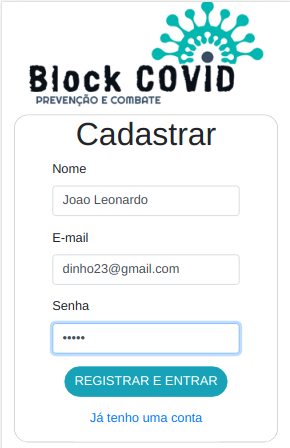 Block COVID
PREVENÇÃO E COMBATE
Cadastrar
Nome
Joao Leonardo
E-mail
dinho23@gmail.com
Senha
•••••
REGISTRAR E ENTRAR
Já tenho uma conta